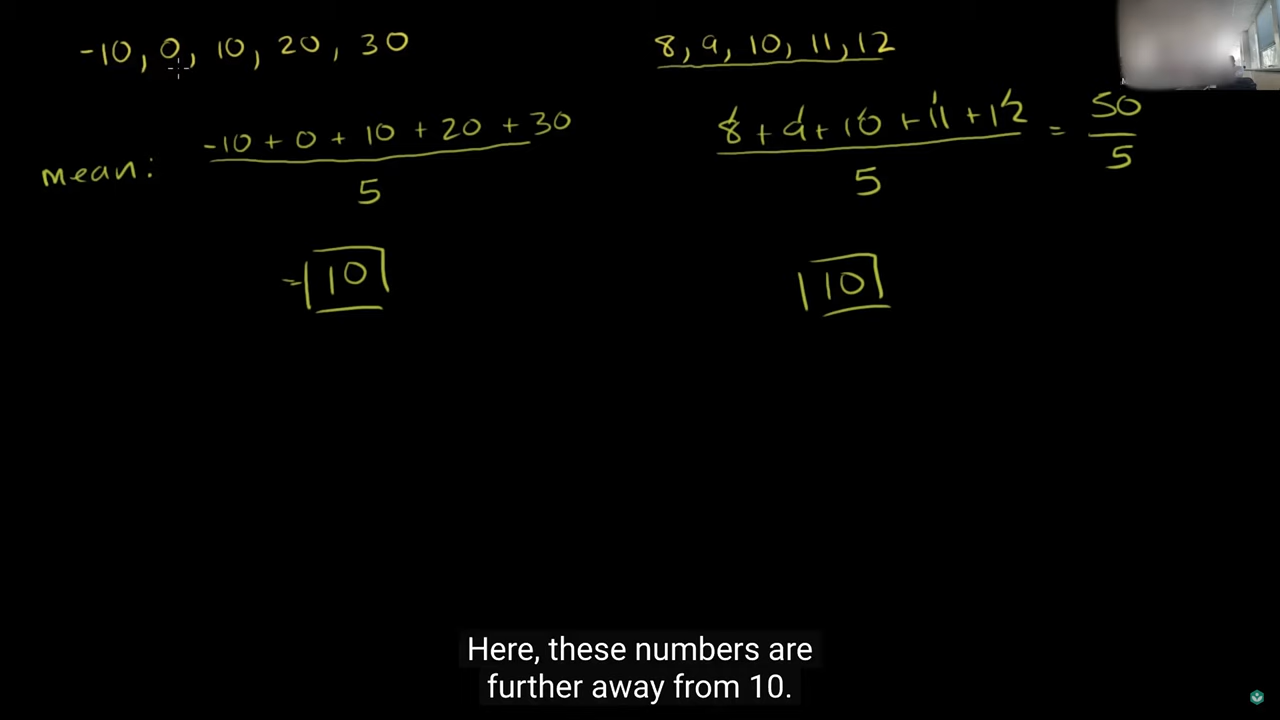 -10, 0, 10, 20, 30
8, 9, 10, 11, 12
mean:
-10 + 0 + 10 + 20 + 30
5
= 10
8 + 9 + 10 + 11 + 12
5
= 50
5
10
Here, these numbers are
further away from 10.